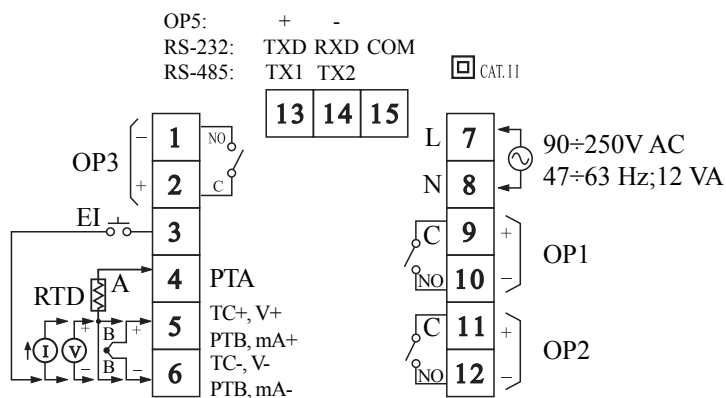 OP5: + -
RS-232: TXD RXD COM
RS-485: TX1 TX2
CAT.II
13 14 15
1 NO
OP3
2 C
- +
EI 3
4 PTA
RTD A
5 TC+, V+
PTB, mA+
6 TC-, V-
PTB, mA-
I V + - B B + -
L 7
N 8
90÷250V AC
47÷63 Hz;12 VA
C 9 +
OP1
NO 10 -
C 11 +
OP2
NO 12 -